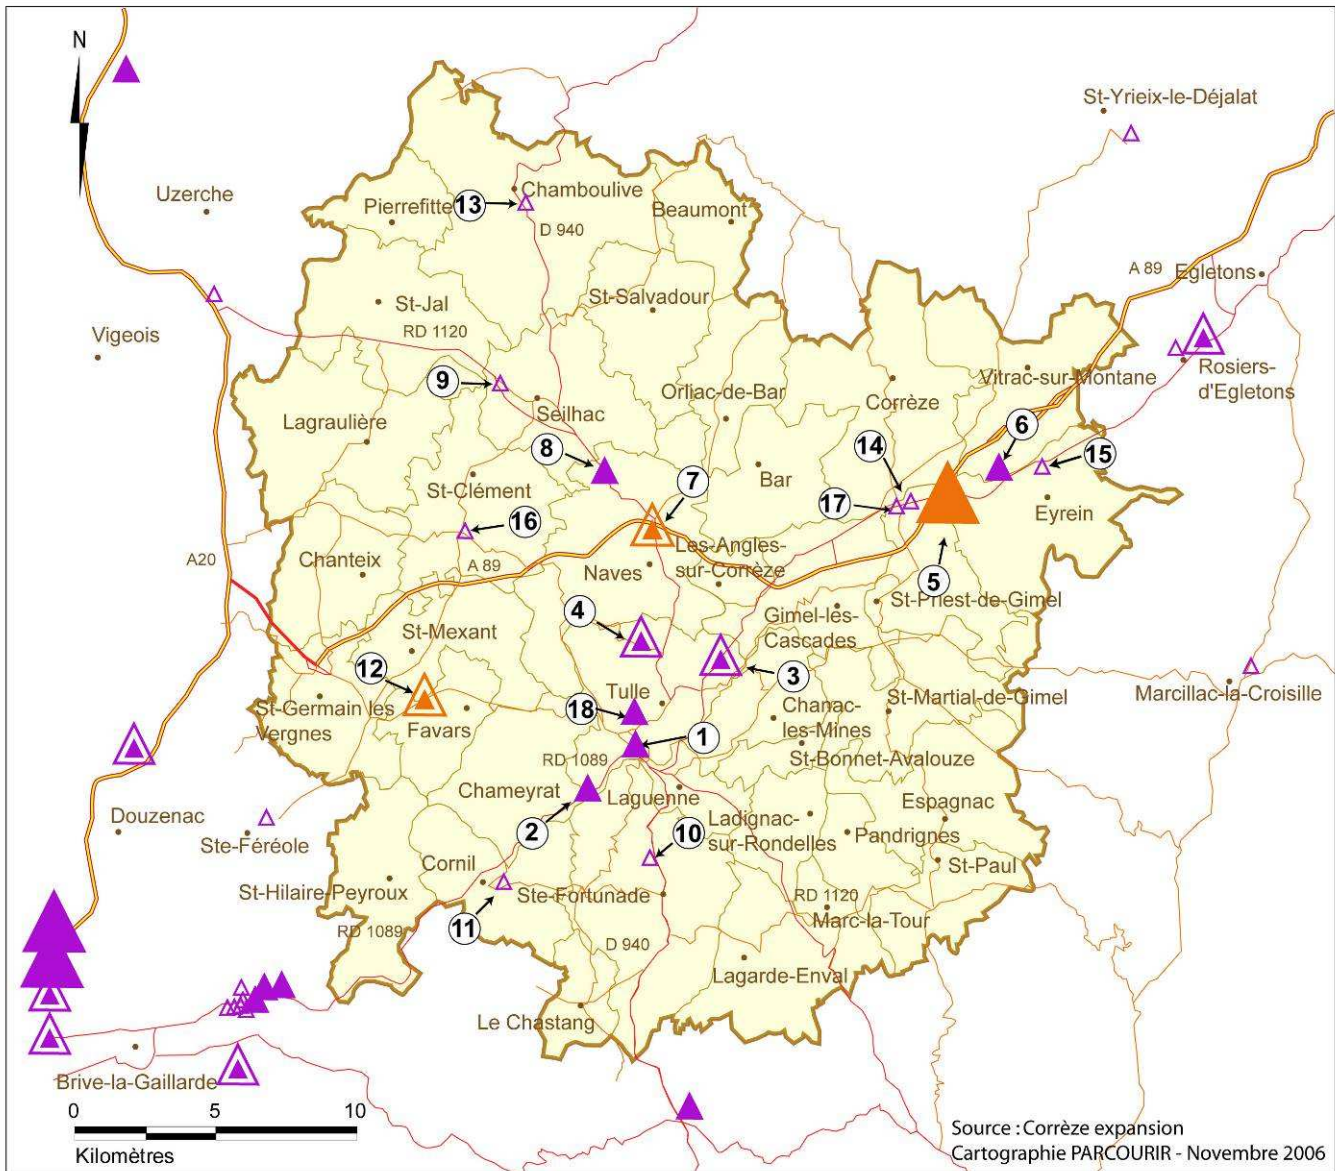 N
St-Yrieix-le-Déjalat
Uzerche
Chamboulive
13
Pierrefitte
Beaumont
D 940
A 89
Egletons
St-Jal
St-Salvadour
RD 1120
Vigeois
Rosiers-
d'Egletons
Vitrac-sur-Montane
9
Orliac-de-Bar
Corrèze
Seilhac
Lagraulière
6
8
14
15
7
Bar
St-Clément
17
16
Eyrein
A20
Chanteix
A 89
Les-Angles-
sur-Corrèze
Naves
5
St-Priest-de-Gimel
4
Gimel-les-
Cascades
St-Mexant
12
3
Marcillac-la-Croisille
Tulle
St-Martial-de-Gimel
St-Germain les
Vergnes
Favars
18
Chanac-
les-Mines
1
RD 1089
St-Bonnet-Avalouze
Chameyrat
Laguenne
Espagnac
Douzenac
2
10
Ladignac-
sur-Rondelles
Pandrignes
Ste-Féréole
Cornil
St-Paul
St-Hilaire-Peyroux
Ste-Fortunade
RD 1120
11
Marc-la-Tour
RD 1089
D 940
Lagarde-Enval
Le Chastang
Brive-la-Gaillarde
0 5 10
Kilomètres
Source : Corrèze expansion
Cartographie PARCOURIR - Novembre 2006